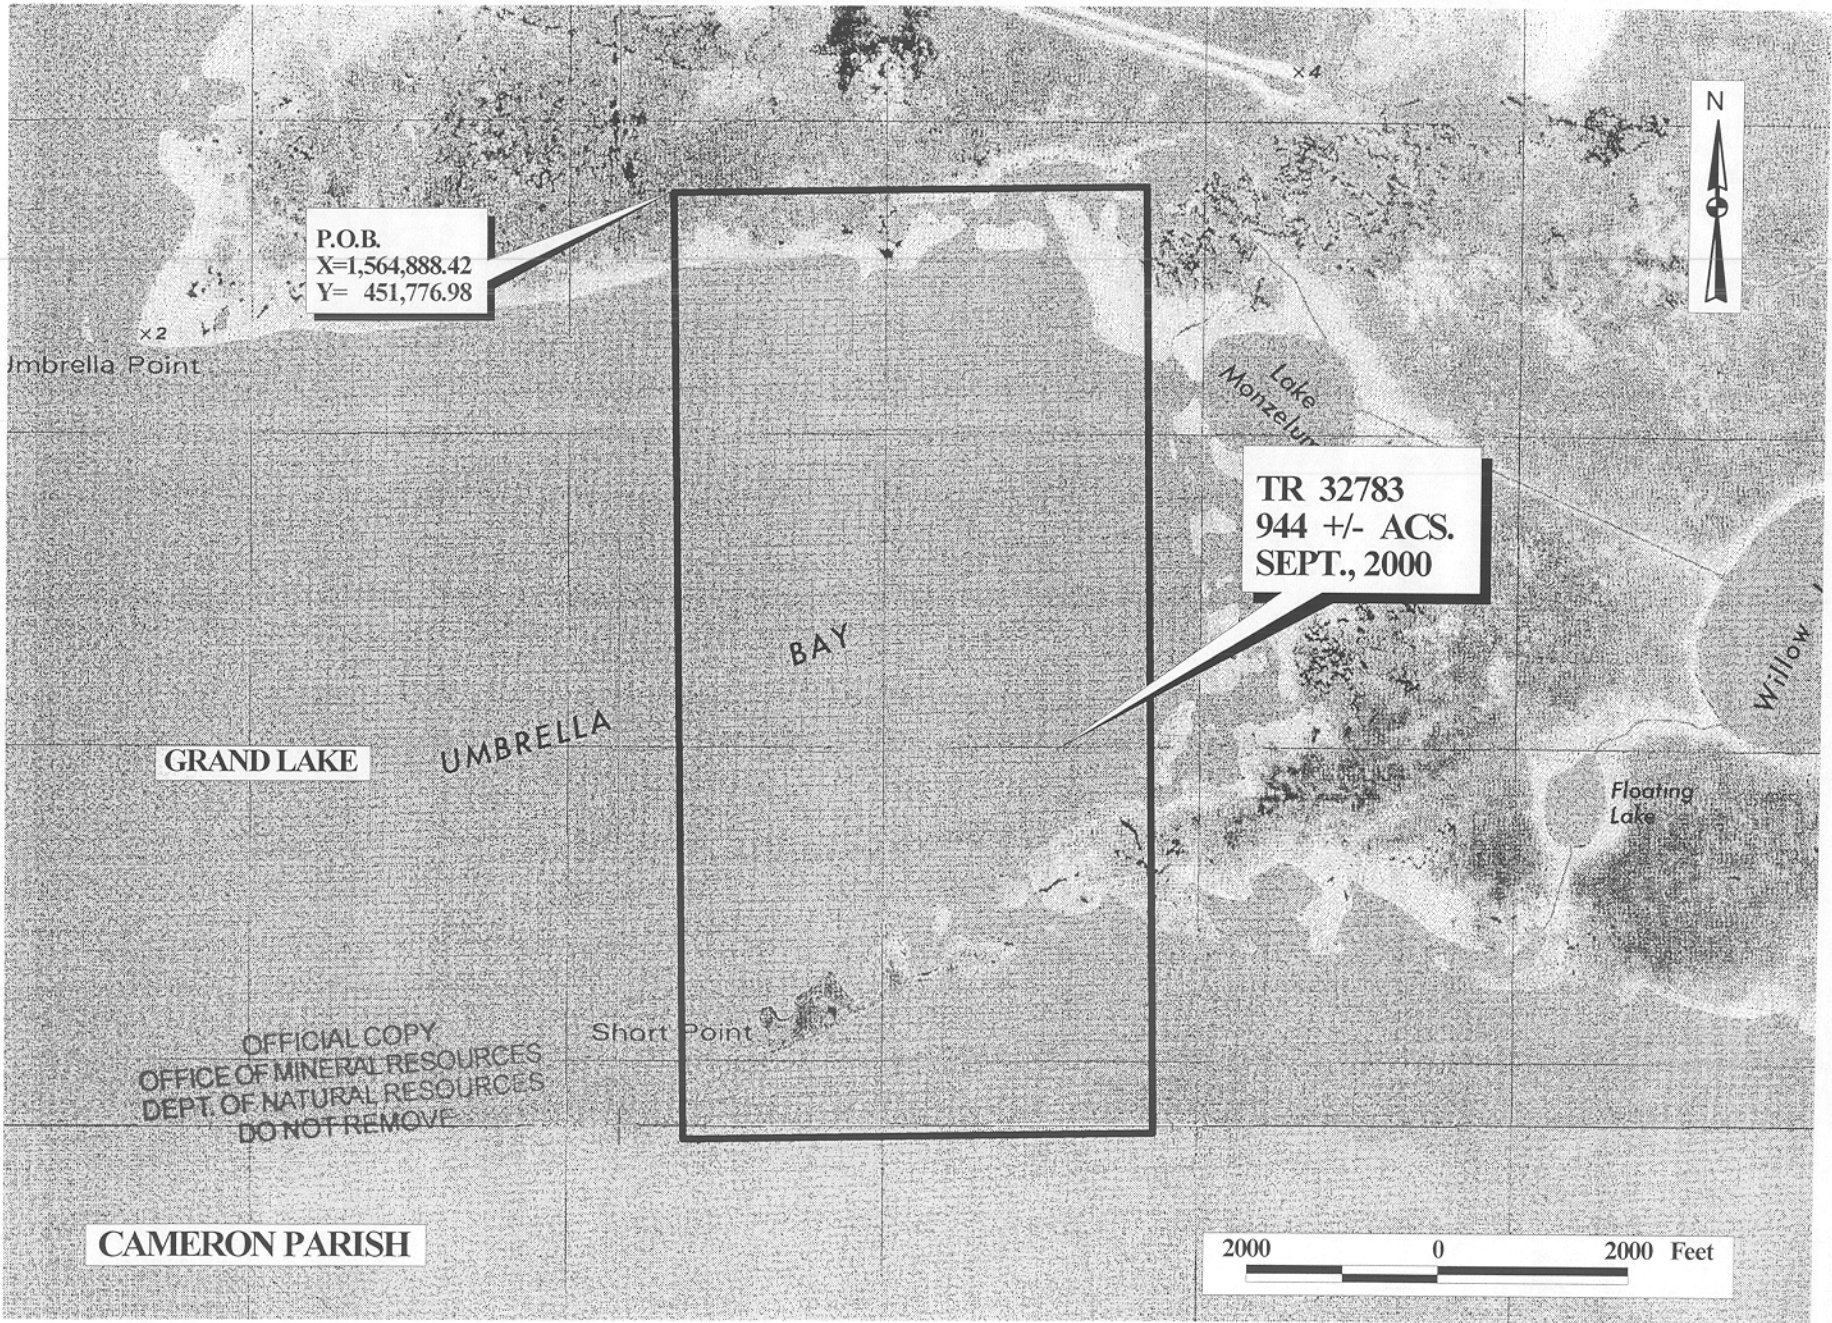 ×4
N
P.O.B.
X=1,564,888.42
Y= 451,776.98
×2
Umbrella Point
Lake
Monzelum
TR 32783
944 +/- ACS.
SEPT., 2000
BAY
UMBRELLA
Willow
GRAND LAKE
Floating
Lake
2
Short Point
OFFICIAL COPY
OFFICE OF MINERAL RESOURCES
DEPT. OF NATURAL RESOURCES
DO NOT REMOVE
CAMERON PARISH
2000 0 2000 Feet